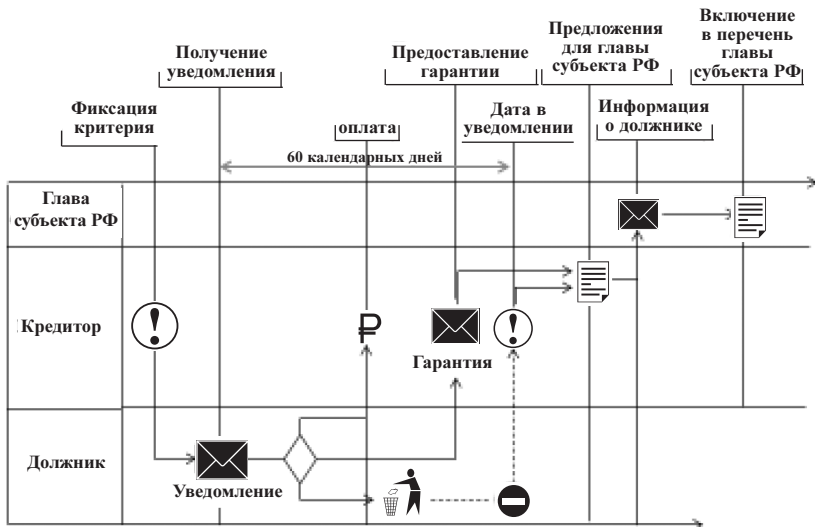 Включение
в перечень
главы
субъекта РФ
Предложения
для главы
субъекта РФ
Получение
уведомления
Предоставление
гарантии
Фиксация
критерия
оплата
Дата в
уведомлении
Информация
о должнике
60 календарных дней
Глава
субъекта РФ
Кредитор
Гарантия
Должник
Уведомление